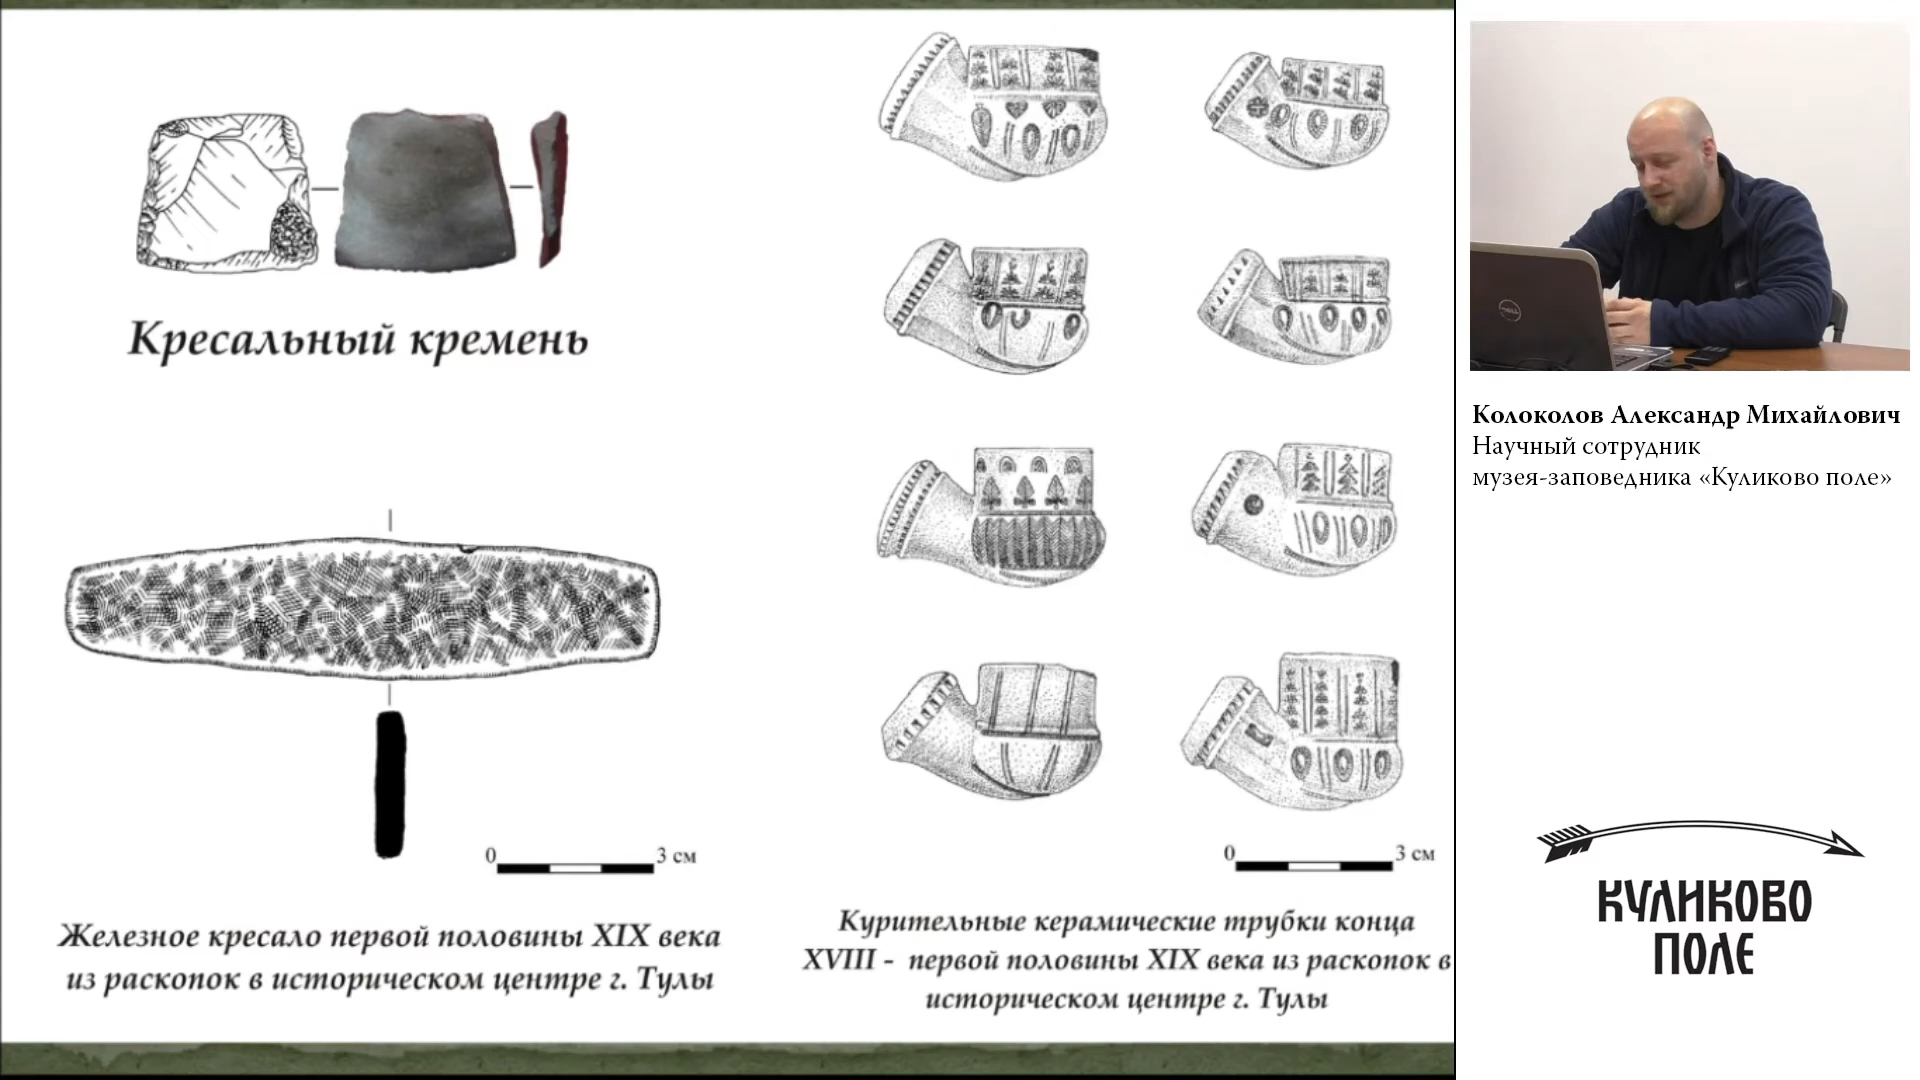 Кресальный кремень
0 3 см
Железное кресало первой половины XIX века
из раскопок в историческом центре г. Тулы
0 3 см
Курительные керамические трубки конца
XVIII - первой половины XIX века из раскопок в
историческом центре г. Тулы
DELL
Колоколов Александр Михайлович
Научный сотрудник
музея-заповедника «Куликово поле»
КУЛИКОВО
ПОЛЕ